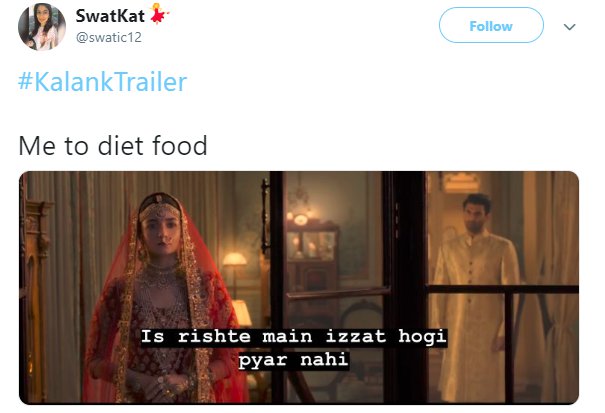 SwatKat
@swatic12
Follow
#KalankTrailer
Me to diet food
Is rishte main izzat hogi
pyar nahi